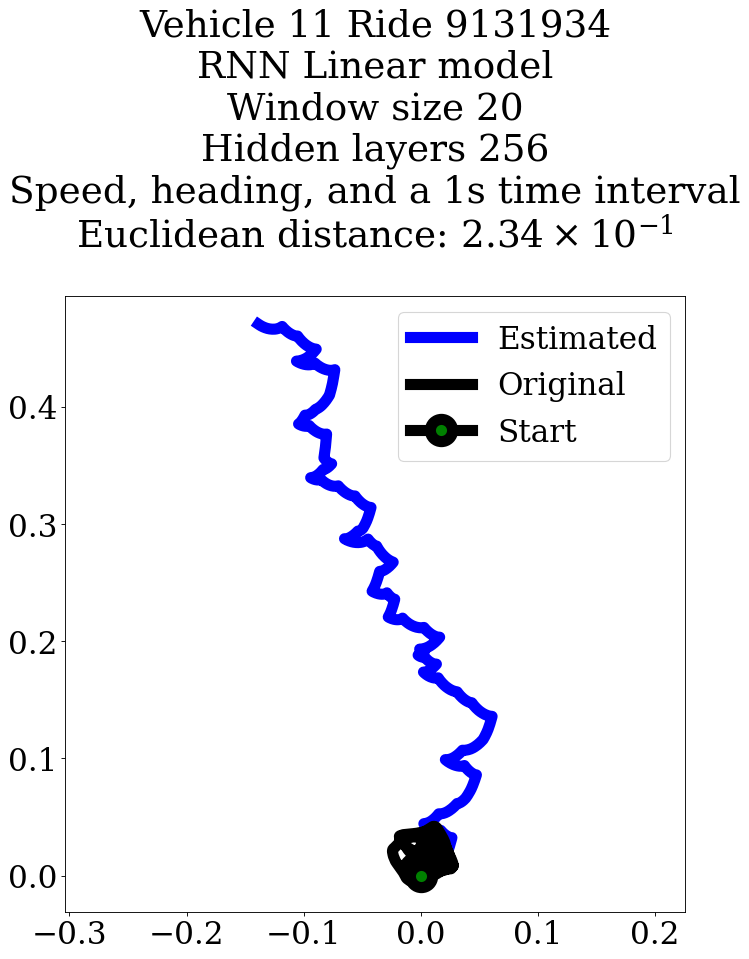 Vehicle 11 Ride 9131934
RNN Linear model
Window size 20
Hidden layers 256
Speed, heading, and a 1s time interval
Euclidean distance: 2.34 × 10⁻¹
Estimated
Original
Start
0.4
0.3
0.2
0.1
0.0
−0.3 −0.2 −0.1 0.0 0.1 0.2